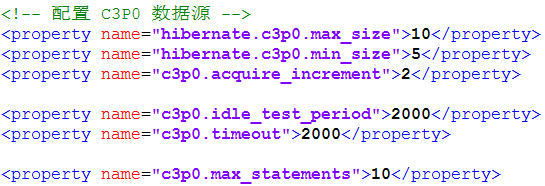 <!-- 配置 C3P0 数据源 -->
<property name="hibernate.c3p0.max_size">10</property>
<property name="hibernate.c3p0.min_size">5</property>
<property name="c3p0.acquire_increment">2</property>
<property name="c3p0.idle_test_period">2000</property>
<property name="c3p0.timeout">2000</property>
<property name="c3p0.max_statements">10</property>